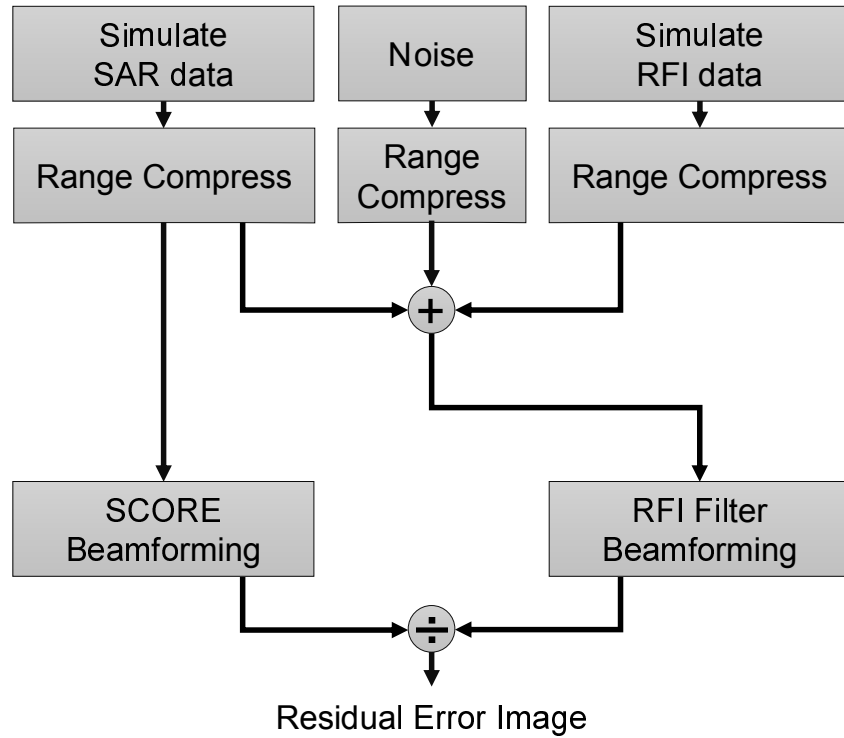 Simulate
SAR data
Noise
Simulate
RFI data
Range Compress
Range
Compress
Range Compress
+
SCORE
Beamforming
RFI Filter
Beamforming
÷
Residual Error Image